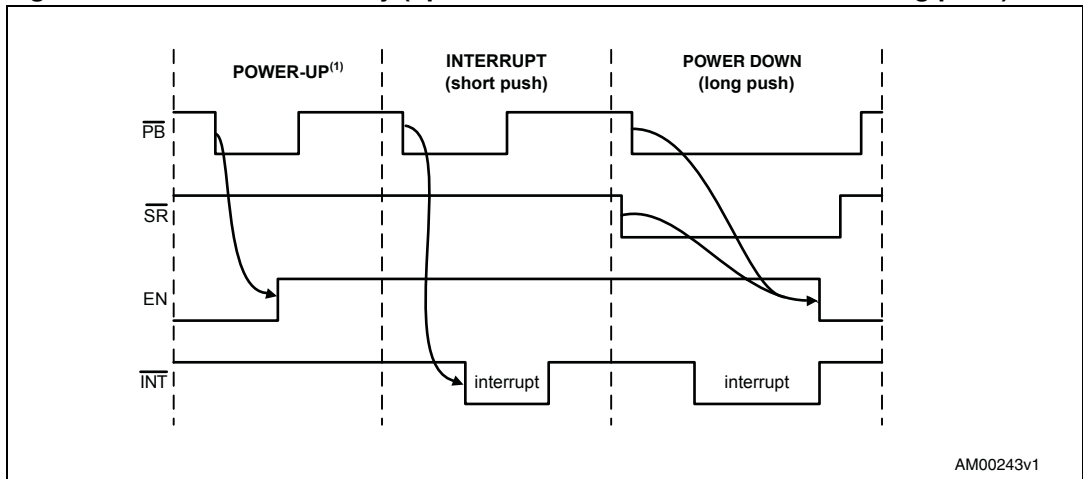 POWER-UP(1)
INTERRUPT
(short push)
POWER DOWN
(long push)
PB
SR
EN
INT
interrupt
interrupt
AM00243v1